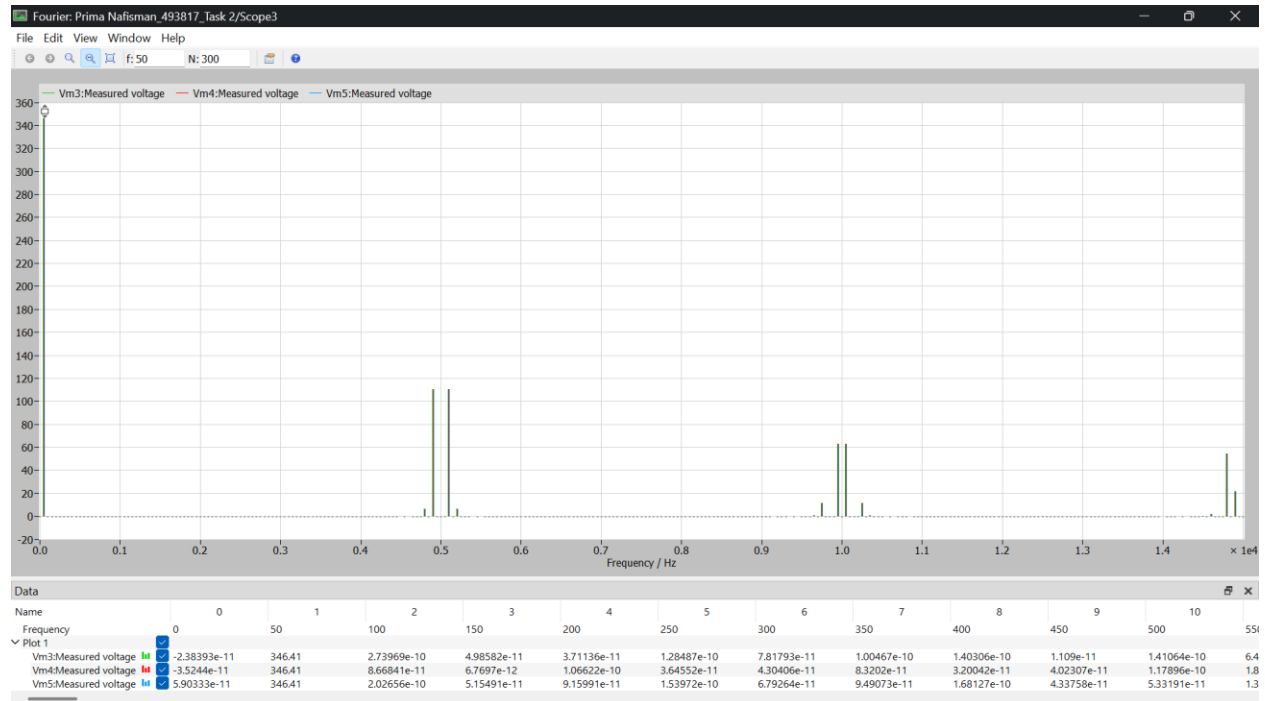 Fourier: Prima Nafisman_493817_Task 2/Scope3
File Edit View Window Help
f: 50 N: 300
Vm3:Measured voltage Vm4:Measured voltage Vm5:Measured voltage
360
340
320
300
280
260
240
220
200
180
160
140
120
100
80
60
40
20
0
-20
0.0 0.1 0.2 0.3 0.4 0.5 0.6 0.7 0.8 0.9 1.0 1.1 1.2 1.3 1.4 × 1e4
Frequency / Hz
Data
Name 0 1 2 3 4 5 6 7 8 9 10
Frequency 0 50 100 150 200 250 300 350 400 450 500 550
Plot 1
Vm3:Measured voltage -2.38393e-11 346.41 2.73969e-10 4.98582e-11 3.71136e-11 1.28487e-10 7.81793e-11 1.00467e-10 1.40306e-10 1.109e-11 1.41064e-10 6.4
Vm4:Measured voltage -3.5244e-11 346.41 8.66841e-11 6.7697e-12 1.06622e-10 3.64552e-11 4.30406e-11 8.3202e-11 3.20042e-11 4.02307e-11 1.17896e-10 1.8
Vm5:Measured voltage 5.90333e-11 346.41 2.02656e-10 5.15491e-11 9.15991e-11 1.53972e-10 6.79264e-11 9.49073e-11 1.68127e-10 4.33758e-11 5.33191e-11 1.3